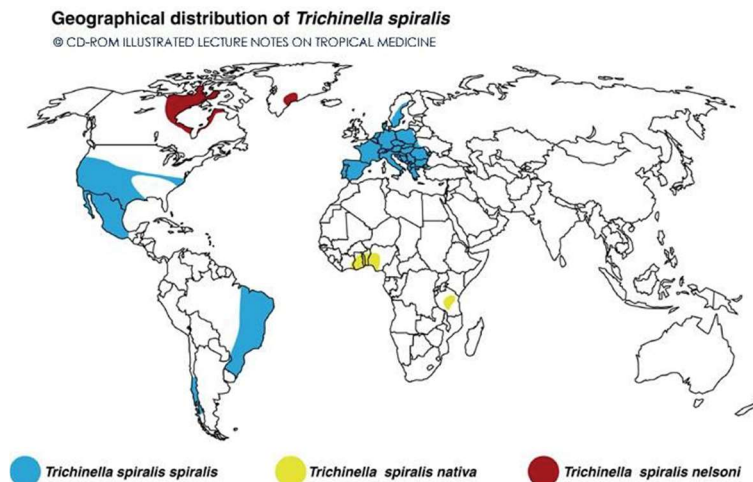 Geographical distribution of Trichinella spiralis
© CD-ROM ILLUSTRATED LECTURE NOTES ON TROPICAL MEDICINE
Trichinella spiralis spiralis
Trichinella spiralis nativa
Trichinella spiralis nelsoni